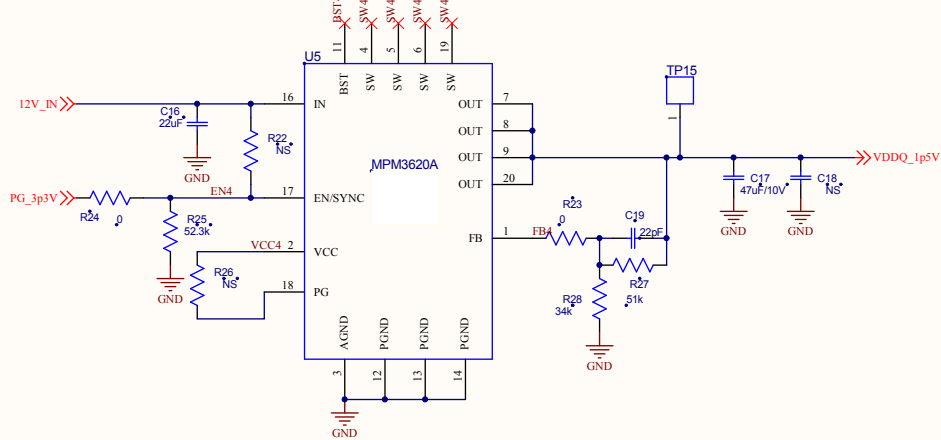 BST
SW4
SW4
SW4
SW4
11
4
5
6
19
U5
BST
SW
SW
SW
SW
TP15
1
12V_IN
16
IN
C16
22uF
GND
R22
NS
OUT
7
OUT
8
OUT
9
OUT
20
VDDQ_1p5V
MPM3620A
C17
47uF/10V
GND
C18
NS
GND
PG_3p3V
R24
0
EN4
17
EN/SYNC
R25
52.3k
GND
R23
0
C19
22pF
FB
1
FB4
VCC4
2
VCC
R26
NS
18
PG
R27
51k
R28
34k
GND
AGND
PGND
PGND
PGND
3
12
13
14
GND